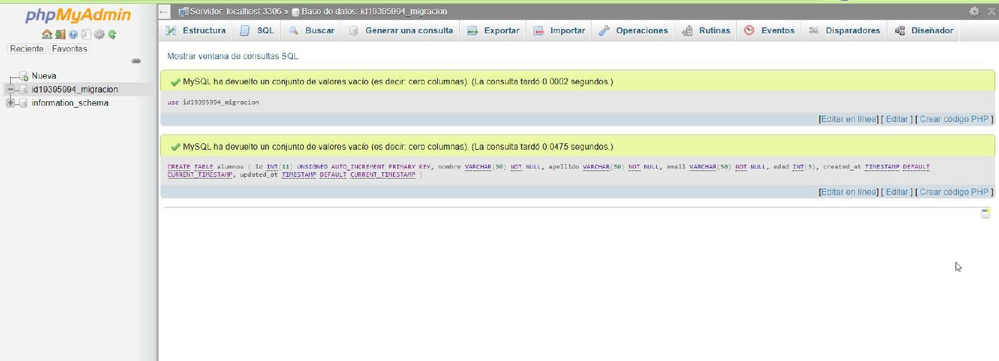 phpMyAdmin
Reciente Favoritas
Nueva
id19395994_migracion
information_schema
Servidor: localhost:3306 » Base de datos: id19395994_migracion
Estructura SQL Buscar Generar una consulta Exportar Importar Operaciones Rutinas Eventos Disparadores Diseñador
Mostrar ventana de consultas SQL
MySQL ha devuelto un conjunto de valores vacío (es decir: cero columnas). (La consulta tardó 0.0002 segundos.)
use id19395994_migracion
[Editar en línea] [ Editar ] [ Crear código PHP ]
MySQL ha devuelto un conjunto de valores vacío (es decir: cero columnas). (La consulta tardó 0.0475 segundos.)
CREATE TABLE alumnos ( id INT(11) UNSIGNED AUTO_INCREMENT PRIMARY KEY, nombre VARCHAR(30) NOT NULL, apellido VARCHAR(30) NOT NULL, email VARCHAR(50) NOT NULL, edad INT(3), created_at TIMESTAMP DEFAULT
CURRENT_TIMESTAMP, updated_at TIMESTAMP DEFAULT CURRENT_TIMESTAMP )
[Editar en línea] [ Editar ] [ Crear código PHP ]